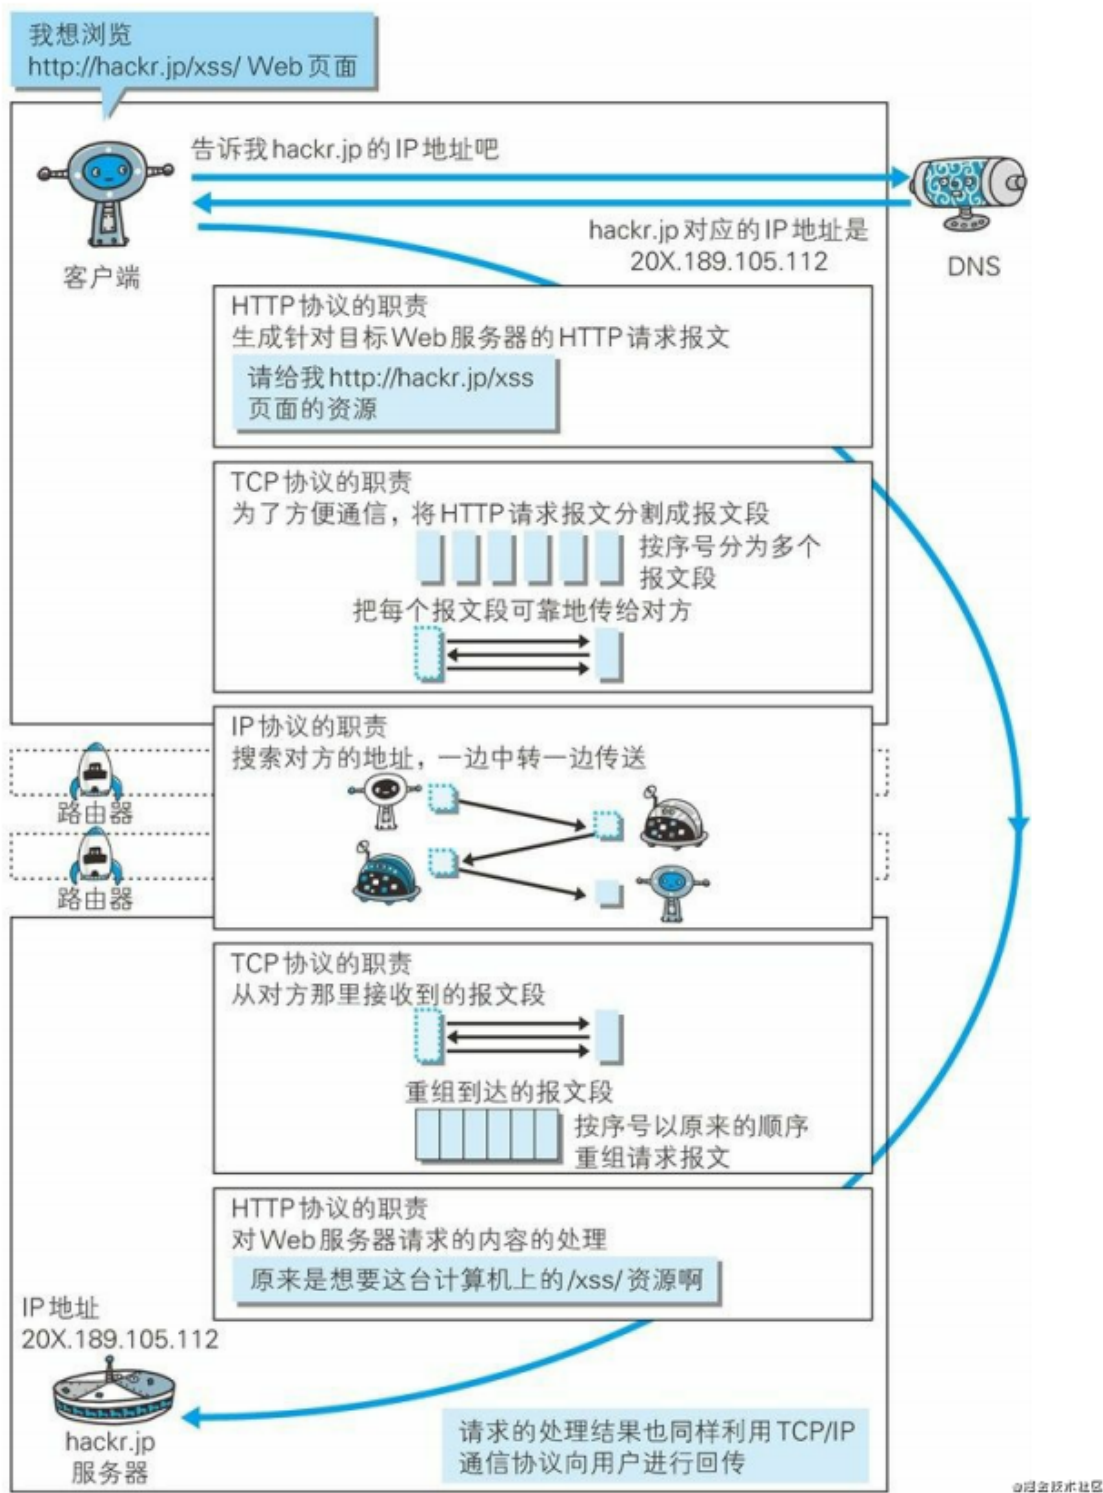 我想浏览
http://hackr.jp/xss/ Web页面
告诉我hackr.jp的IP地址吧
hackr.jp对应的IP地址是
20X.189.105.112
客户端
DNS
HTTP协议的职责
生成针对目标Web服务器的HTTP请求报文
请给我http://hackr.jp/xss
页面的资源
TCP协议的职责
为了方便通信，将HTTP请求报文分割成报文段
按序号分为多个
报文段
把每个报文段可靠地传给对方
IP协议的职责
搜索对方的地址，一边中转一边传送
路由器
路由器
TCP协议的职责
从对方那里接收到的报文段
重组到达的报文段
按序号以原来的顺序
重组请求报文
HTTP协议的职责
对Web服务器请求的内容的处理
原来是想要这台计算机上的/xss/资源啊
IP地址
20X.189.105.112
hackr.jp
服务器
请求的处理结果也同样利用TCP/IP
通信协议向用户进行回传
@掘金技术社区